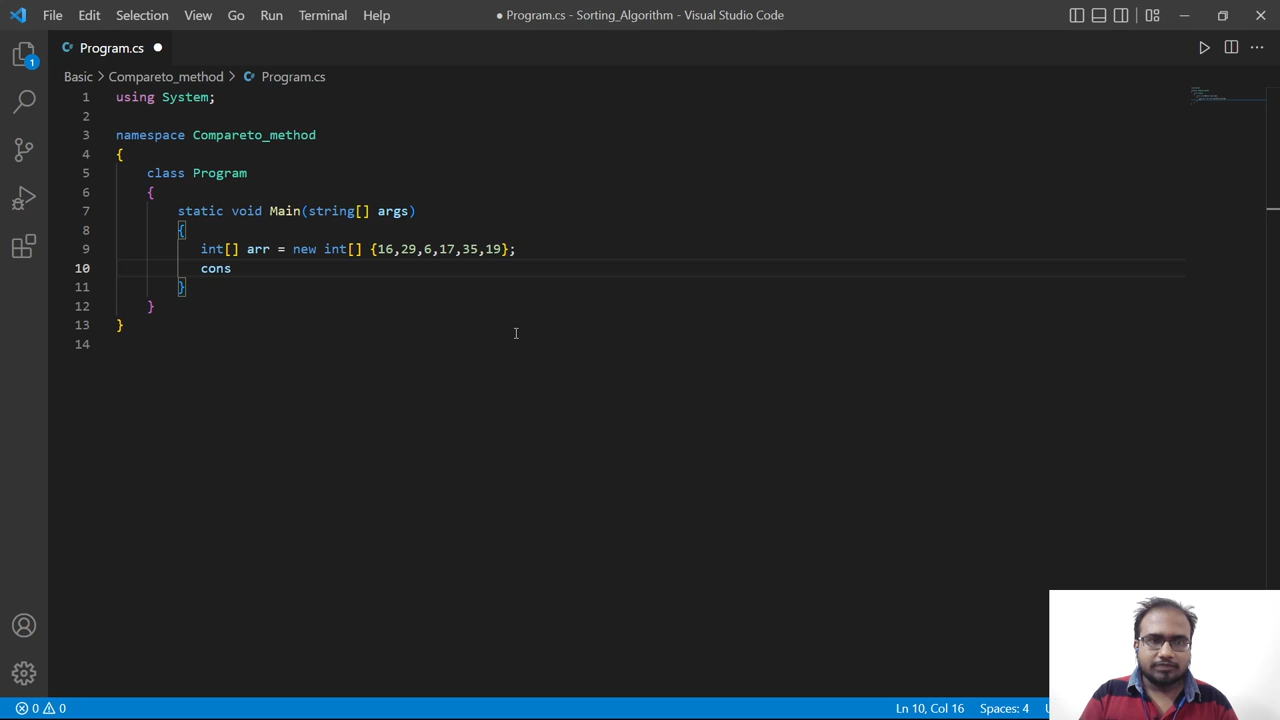 File Edit Selection View Go Run Terminal Help ● Program.cs - Sorting_Algorithm - Visual Studio Code
Program.cs
1
Basic > Compareto_method > Program.cs
1 using System;
2
3 namespace Compareto_method
4 {
5 class Program
6 {
7 static void Main(string[] args)
8 {
9 int[] arr = new int[] {16,29,6,17,35,19};
10 cons
11 }
12 }
13 }
14
0 0 Ln 10, Col 16 Spaces: 4